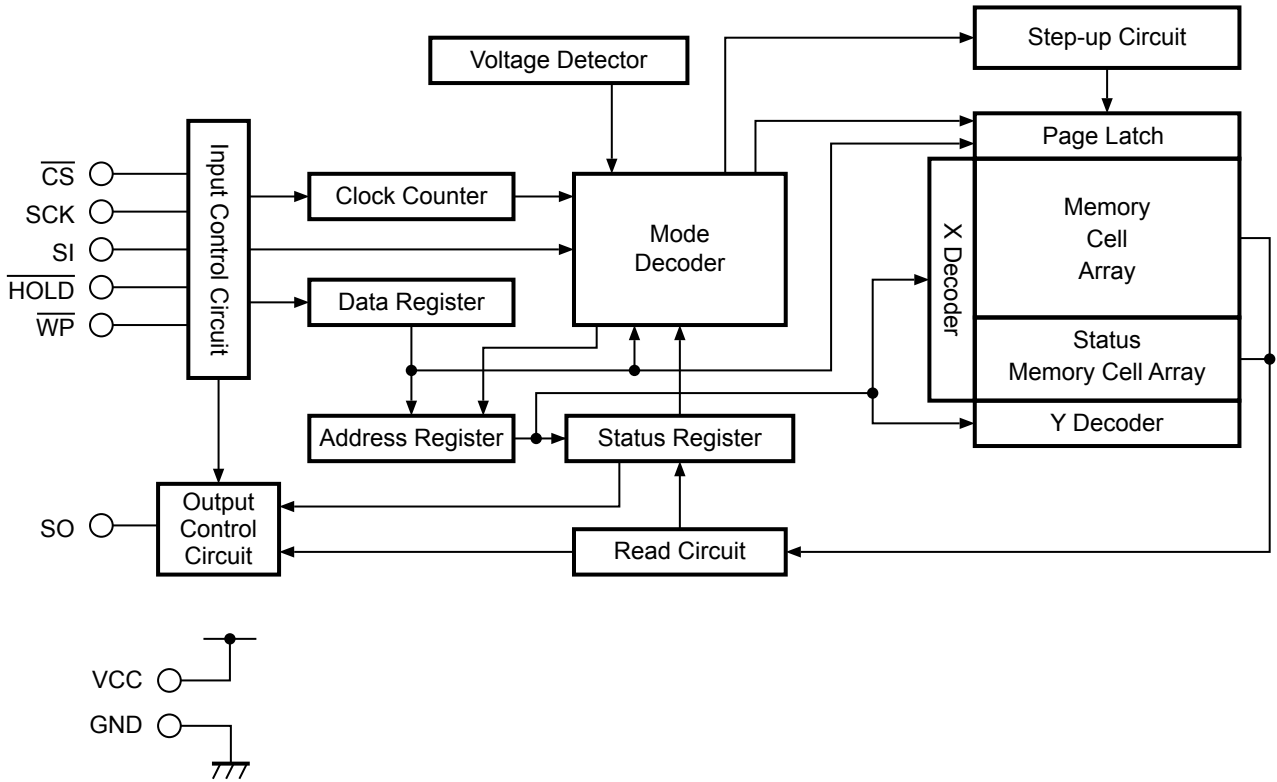 Step-up Circuit
Voltage Detector
Page Latch
Input Control Circuit
CS
SCK
SI
HOLD
WP
Clock Counter
Mode
Decoder
X Decoder
Memory
Cell
Array
Data Register
Status
Memory Cell Array
Address Register
Status Register
Y Decoder
SO
Output
Control
Circuit
Read Circuit
VCC
GND